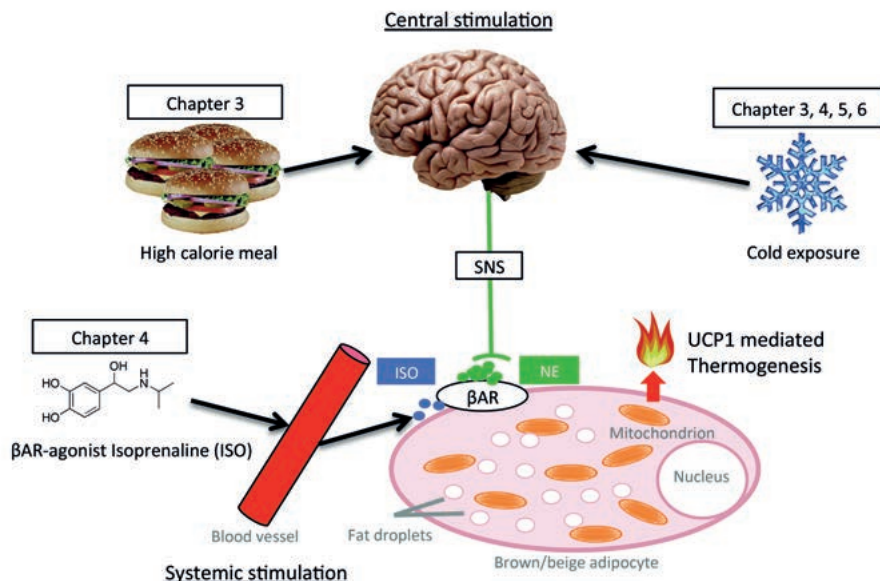 Central stimulation
Chapter 3
High calorie meal
Chapter 3, 4, 5, 6
Cold exposure
SNS
Chapter 4
OH
HO
HO
H
N
βAR-agonist Isoprenaline (ISO)
Blood vessel
Systemic stimulation
ISO
NE
βAR
UCP1 mediated
Thermogenesis
Mitochondrion
Nucleus
Fat droplets
Brown/beige adipocyte